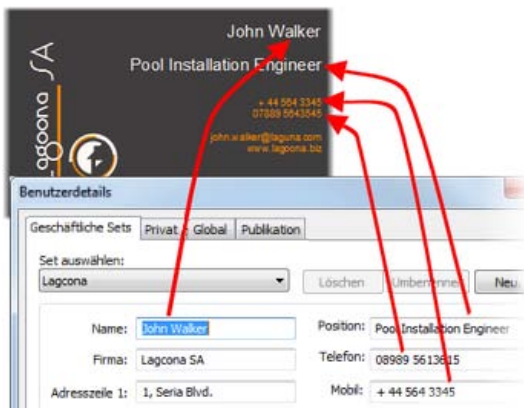 John Walker
Pool Installation Engineer
+ 44 564 3345
07889 5643545
john.walker@laguna.com
www.lagoona.biz
Lagoona SA
Benutzerdetails
Geschäftliche Sets Privat Global Publikation
Set auswählen:
Lagcona Löschen Umbenennen Neu
Name: John Walker Position: Pool Installation Engineer
Firma: Lagcona SA Telefon: 08989 5613615
Adresszeile 1: 1, Seria Blvd. Mobil: + 44 564 3345